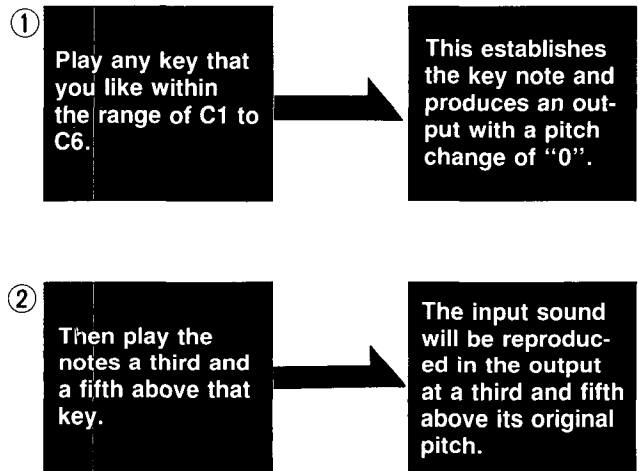 ①
Play any key that
you like within
the range of C1 to
C6.
This establishes
the key note and
produces an out-
put with a pitch
change of “0”.
②
Then play the
notes a third and
a fifth above that
key.
The input sound
will be reproduc-
ed in the output
at a third and fifth
above its original
pitch.